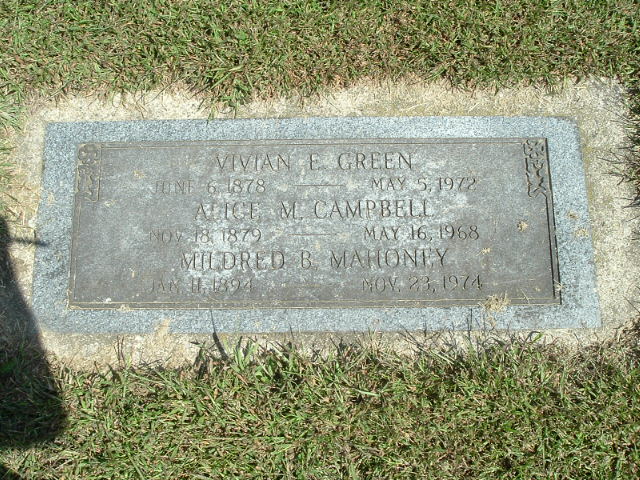 VIVIAN E. GREEN
JUNE 6, 1878 — MAY 5, 1972
ALICE M. CAMPBELL
NOV. 18, 1879 — MAY 16, 1968
MILDRED B. MAHONEY
JAN. 11, 1894 NOV. 23, 1974